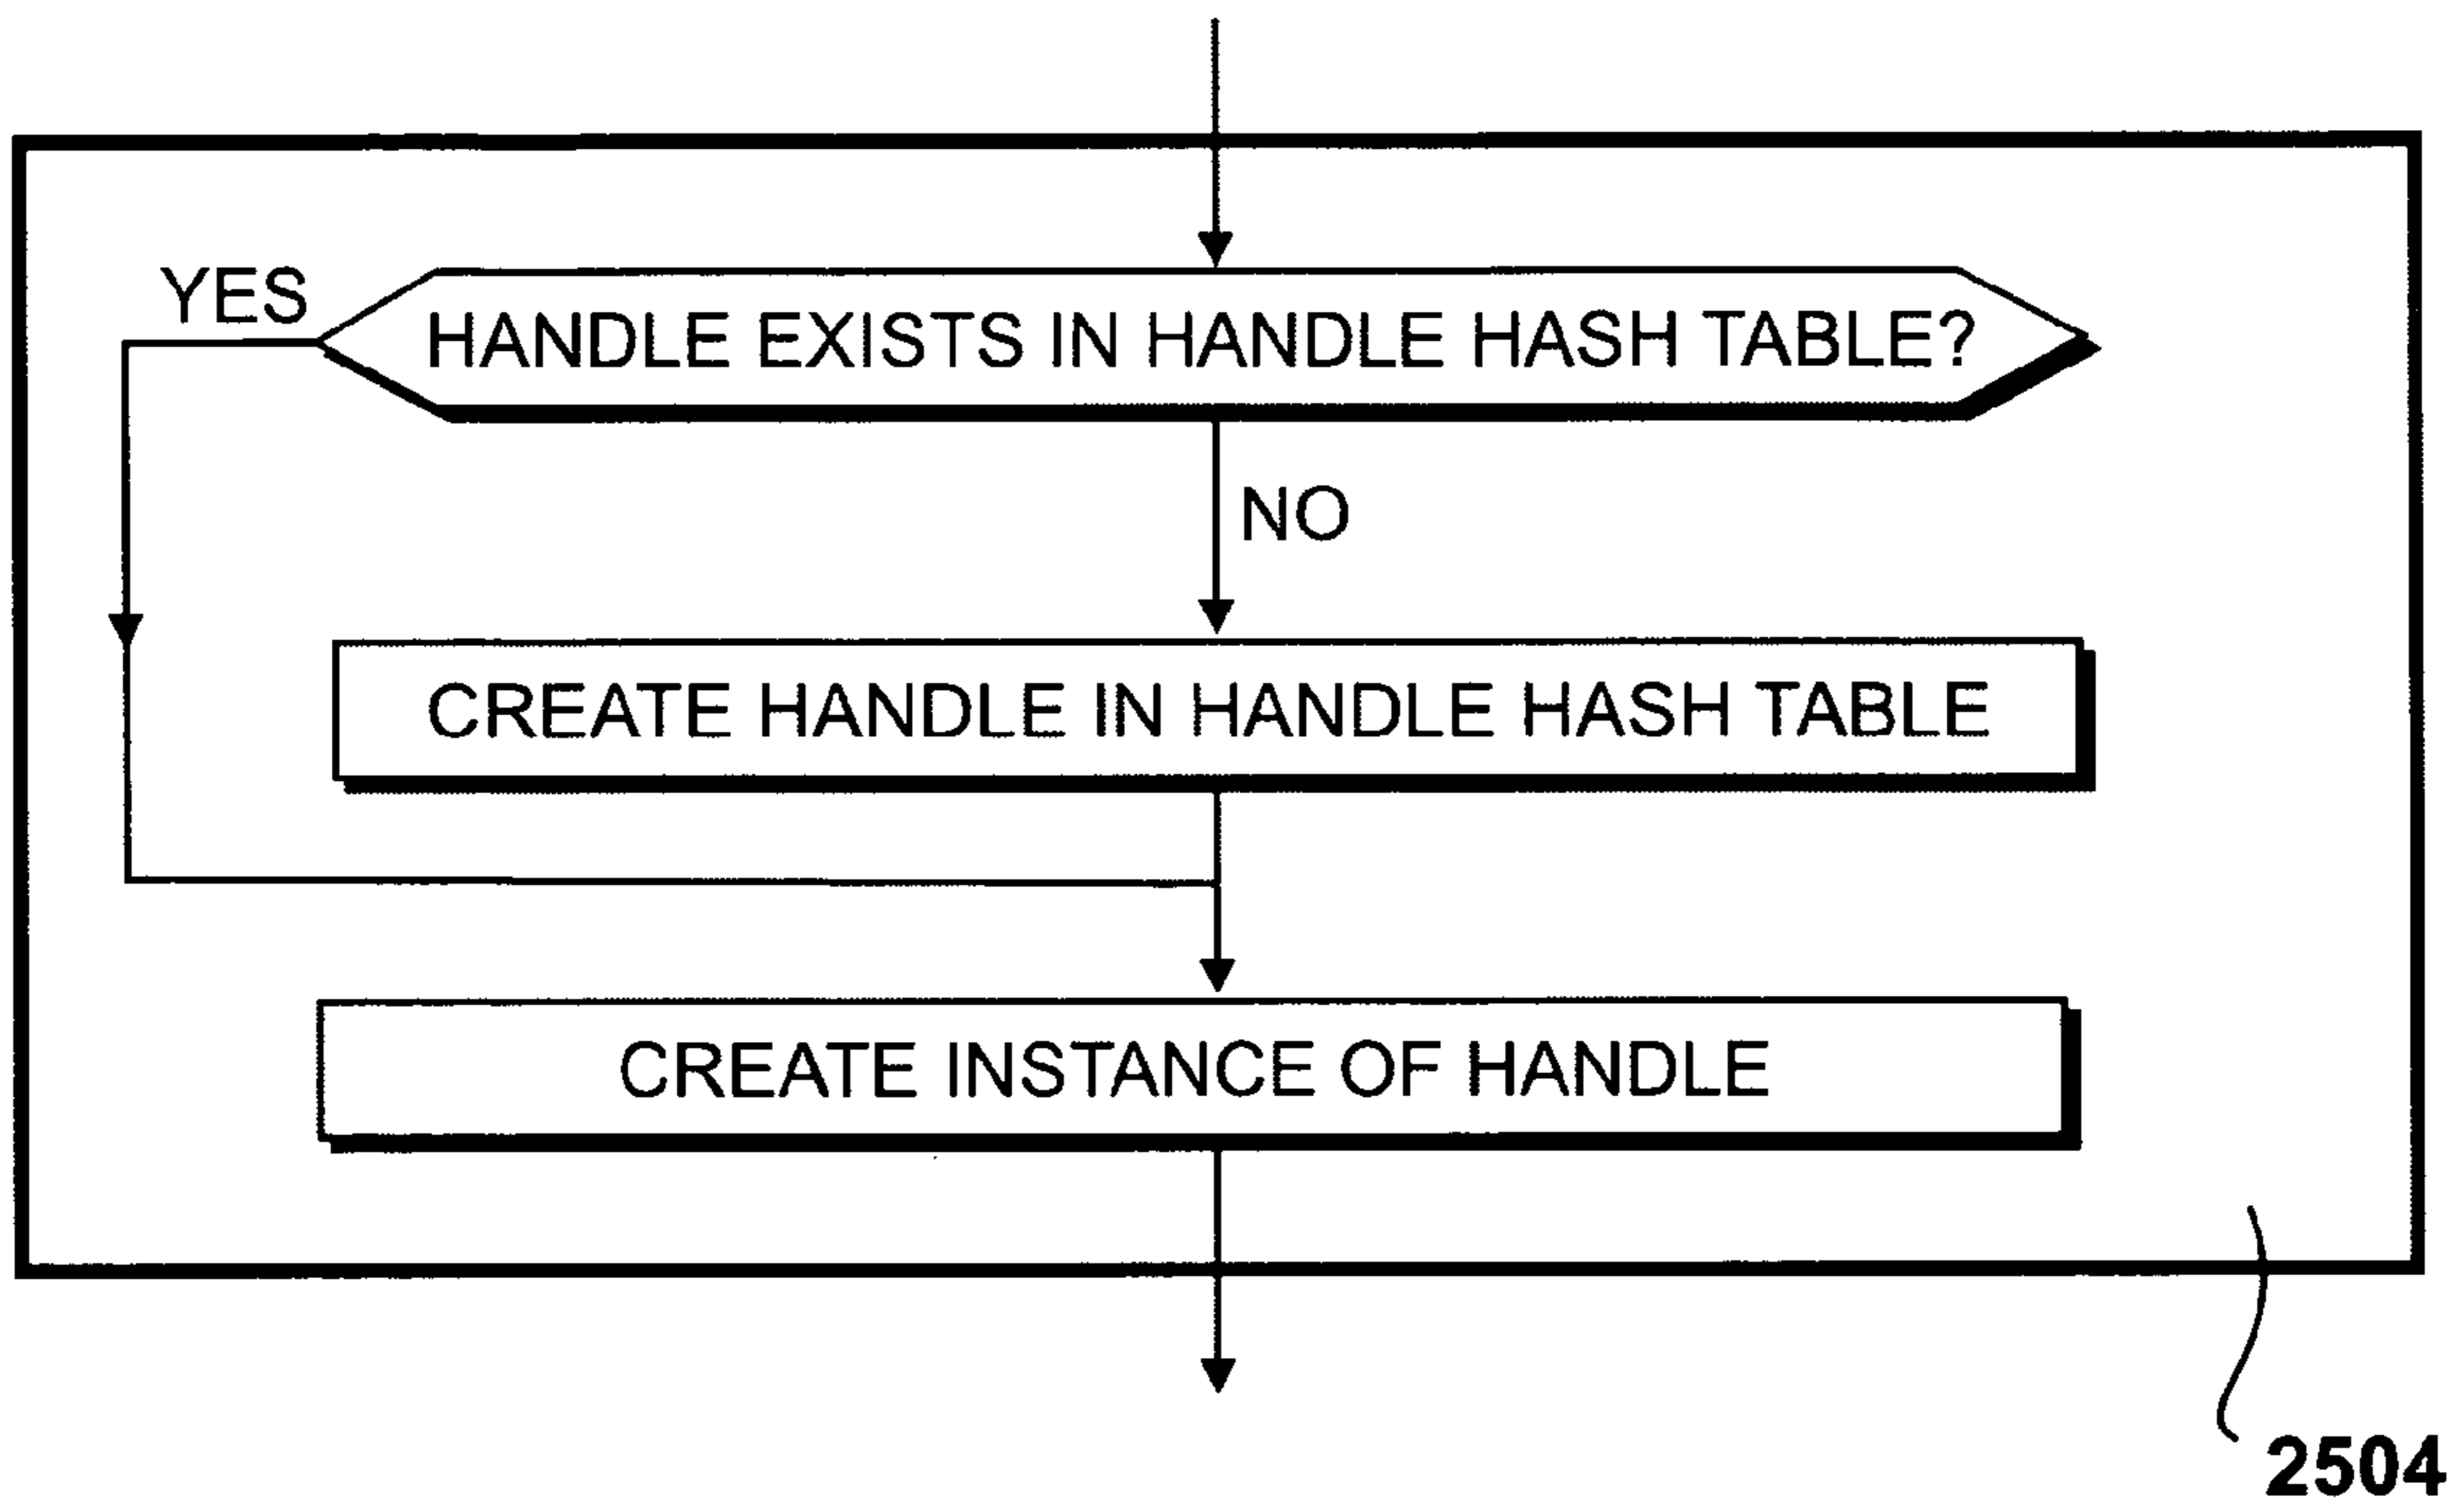 YES
HANDLE EXISTS IN HANDLE HASH TABLE?
NO
CREATE HANDLE IN HANDLE HASH TABLE
CREATE INSTANCE OF HANDLE
2504